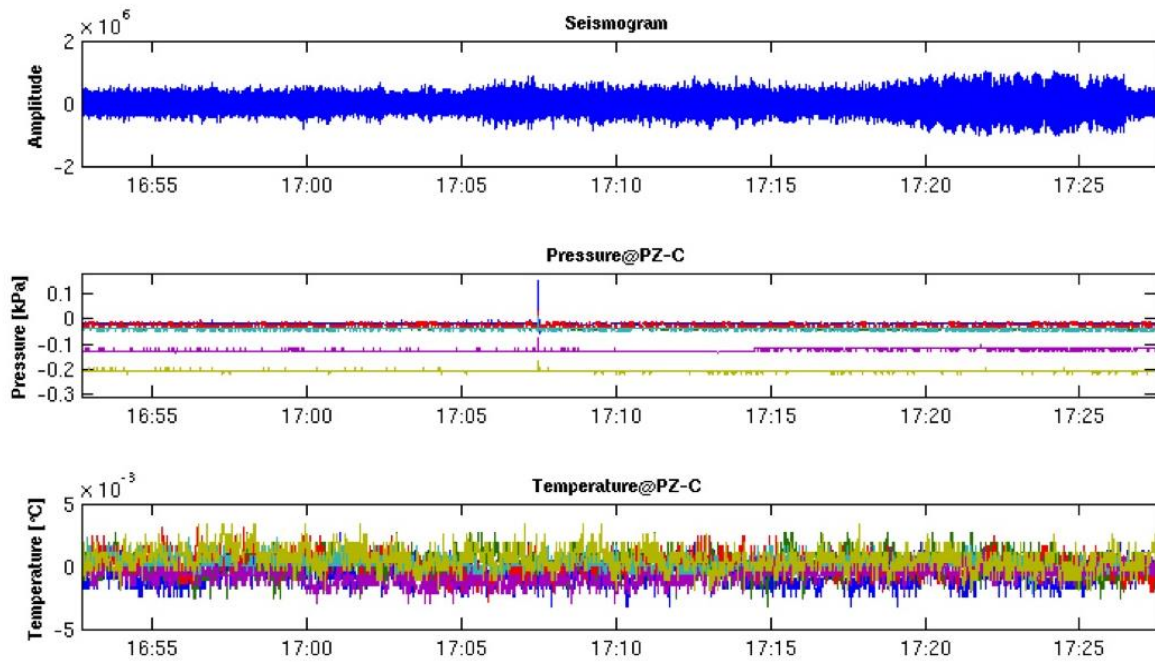 Seismogram
× 10^6
2
0
-2
Amplitude
16:55 17:00 17:05 17:10 17:15 17:20 17:25
Pressure@PZ-C
0.1
0
-0.1
-0.2
-0.3
Pressure [kPa]
16:55 17:00 17:05 17:10 17:15 17:20 17:25
Temperature@PZ-C
× 10^-3
5
0
-5
Temperature [°C]
16:55 17:00 17:05 17:10 17:15 17:20 17:25